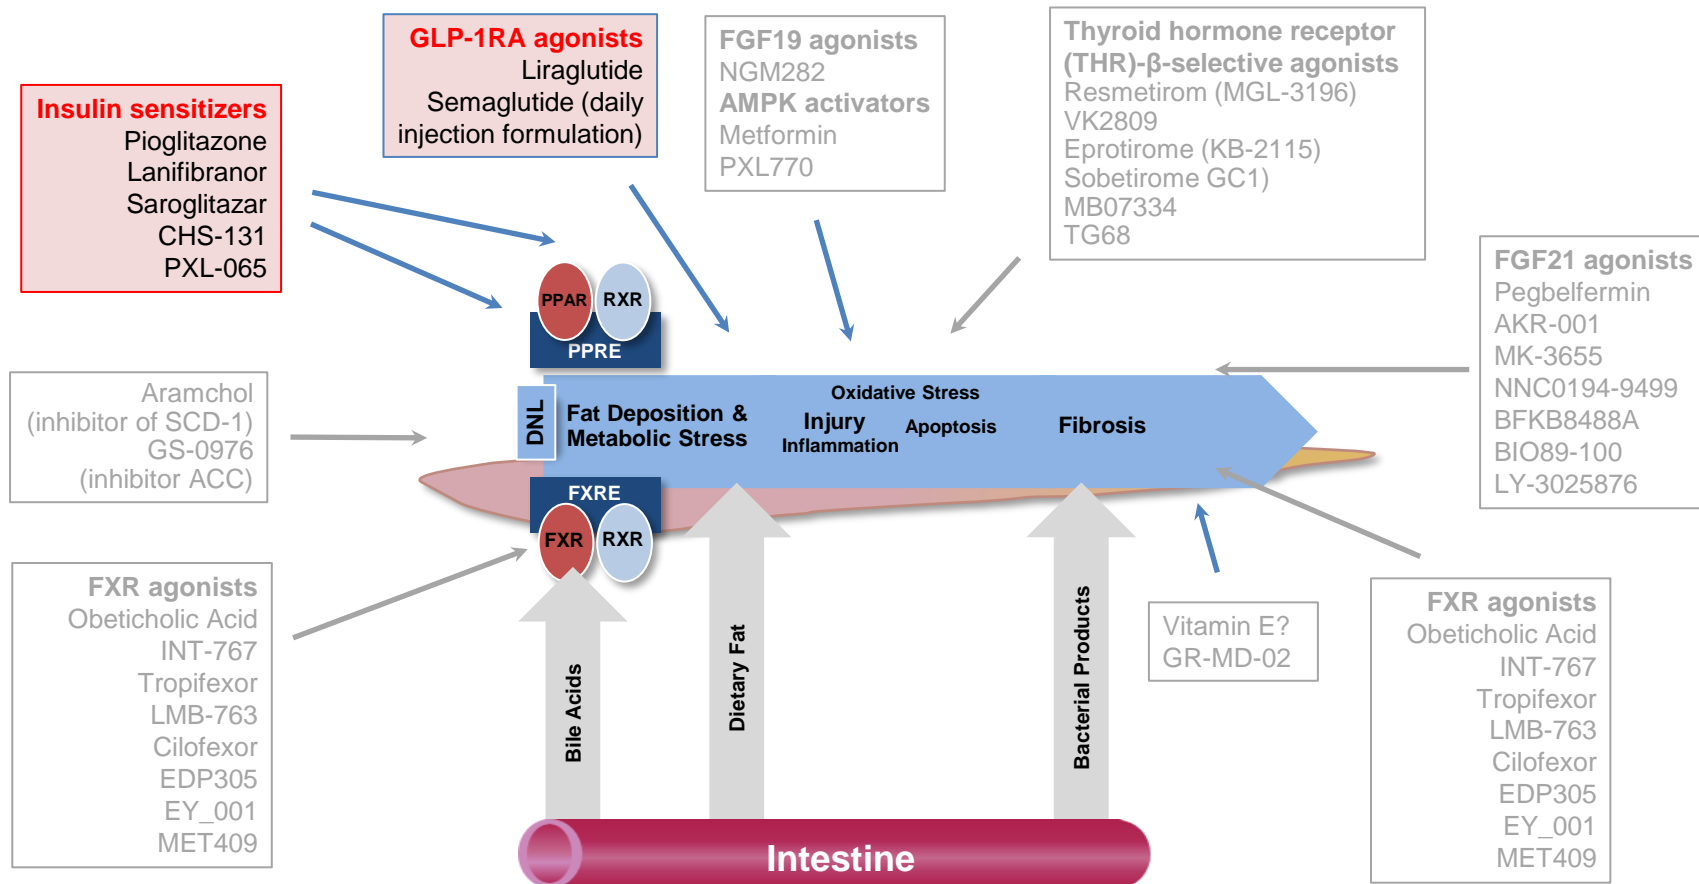 GLP-1RA agonists
Liraglutide
Semaglutide (daily
injection formulation)
FGF19 agonists
NGM282
AMPK activators
Metformin
PXL770
Thyroid hormone receptor
(THR)-β-selective agonists
Resmetirom (MGL-3196)
VK2809
Eprotirome (KB-2115)
Sobetirome GC1)
MB07334
TG68
Insulin sensitizers
Pioglitazone
Lanifibranor
Saroglitazar
CHS-131
PXL-065
FGF21 agonists
Pegbelfermin
AKR-001
MK-3655
NNC0194-9499
BFKB8488A
BIO89-100
LY-3025876
PPAR
RXR
PPRE
Aramchol
(inhibitor of SCD-1)
GS-0976
(inhibitor ACC)
DNL
Fat Deposition &
Metabolic Stress
Oxidative Stress
Injury
Inflammation
Apoptosis
Fibrosis
FXRE
FXR
RXR
FXR agonists
Obeticholic Acid
INT-767
Tropifexor
LMB-763
Cilofexor
EDP305
EY_001
MET409
Bile Acids
Dietary Fat
Bacterial Products
Vitamin E?
GR-MD-02
FXR agonists
Obeticholic Acid
INT-767
Tropifexor
LMB-763
Cilofexor
EDP305
EY_001
MET409
Intestine